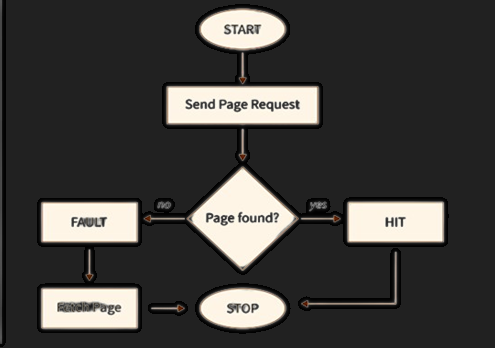 START
Send Page Request
no
Page found?
yes
FAULT
HIT
Page
STOP